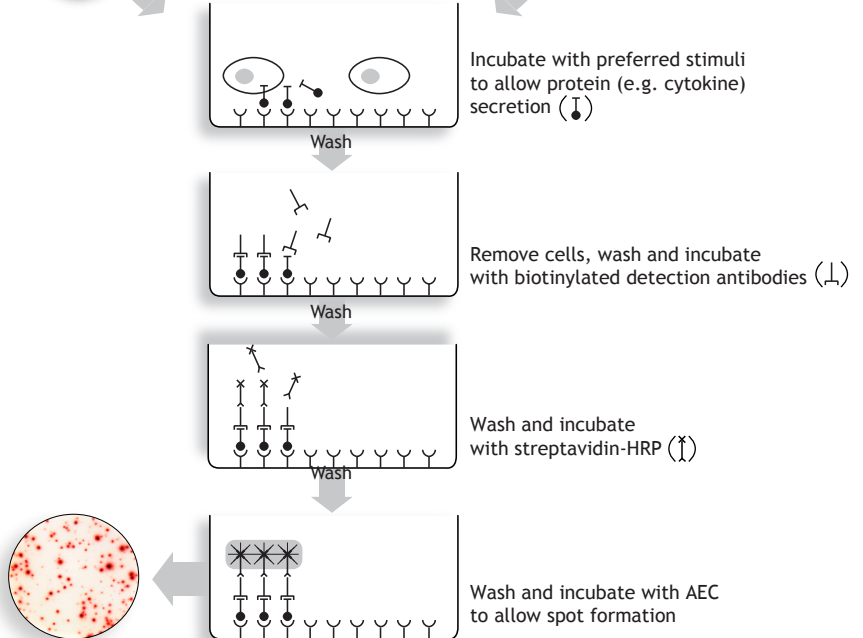 Incubate with preferred stimuli
to allow protein (e.g. cytokine)
secretion ( )
Wash
Remove cells, wash and incubate
with biotinylated detection antibodies ( )
Wash
Wash and incubate
with streptavidin-HRP ( )
Wash
Wash and incubate with AEC
to allow spot formation